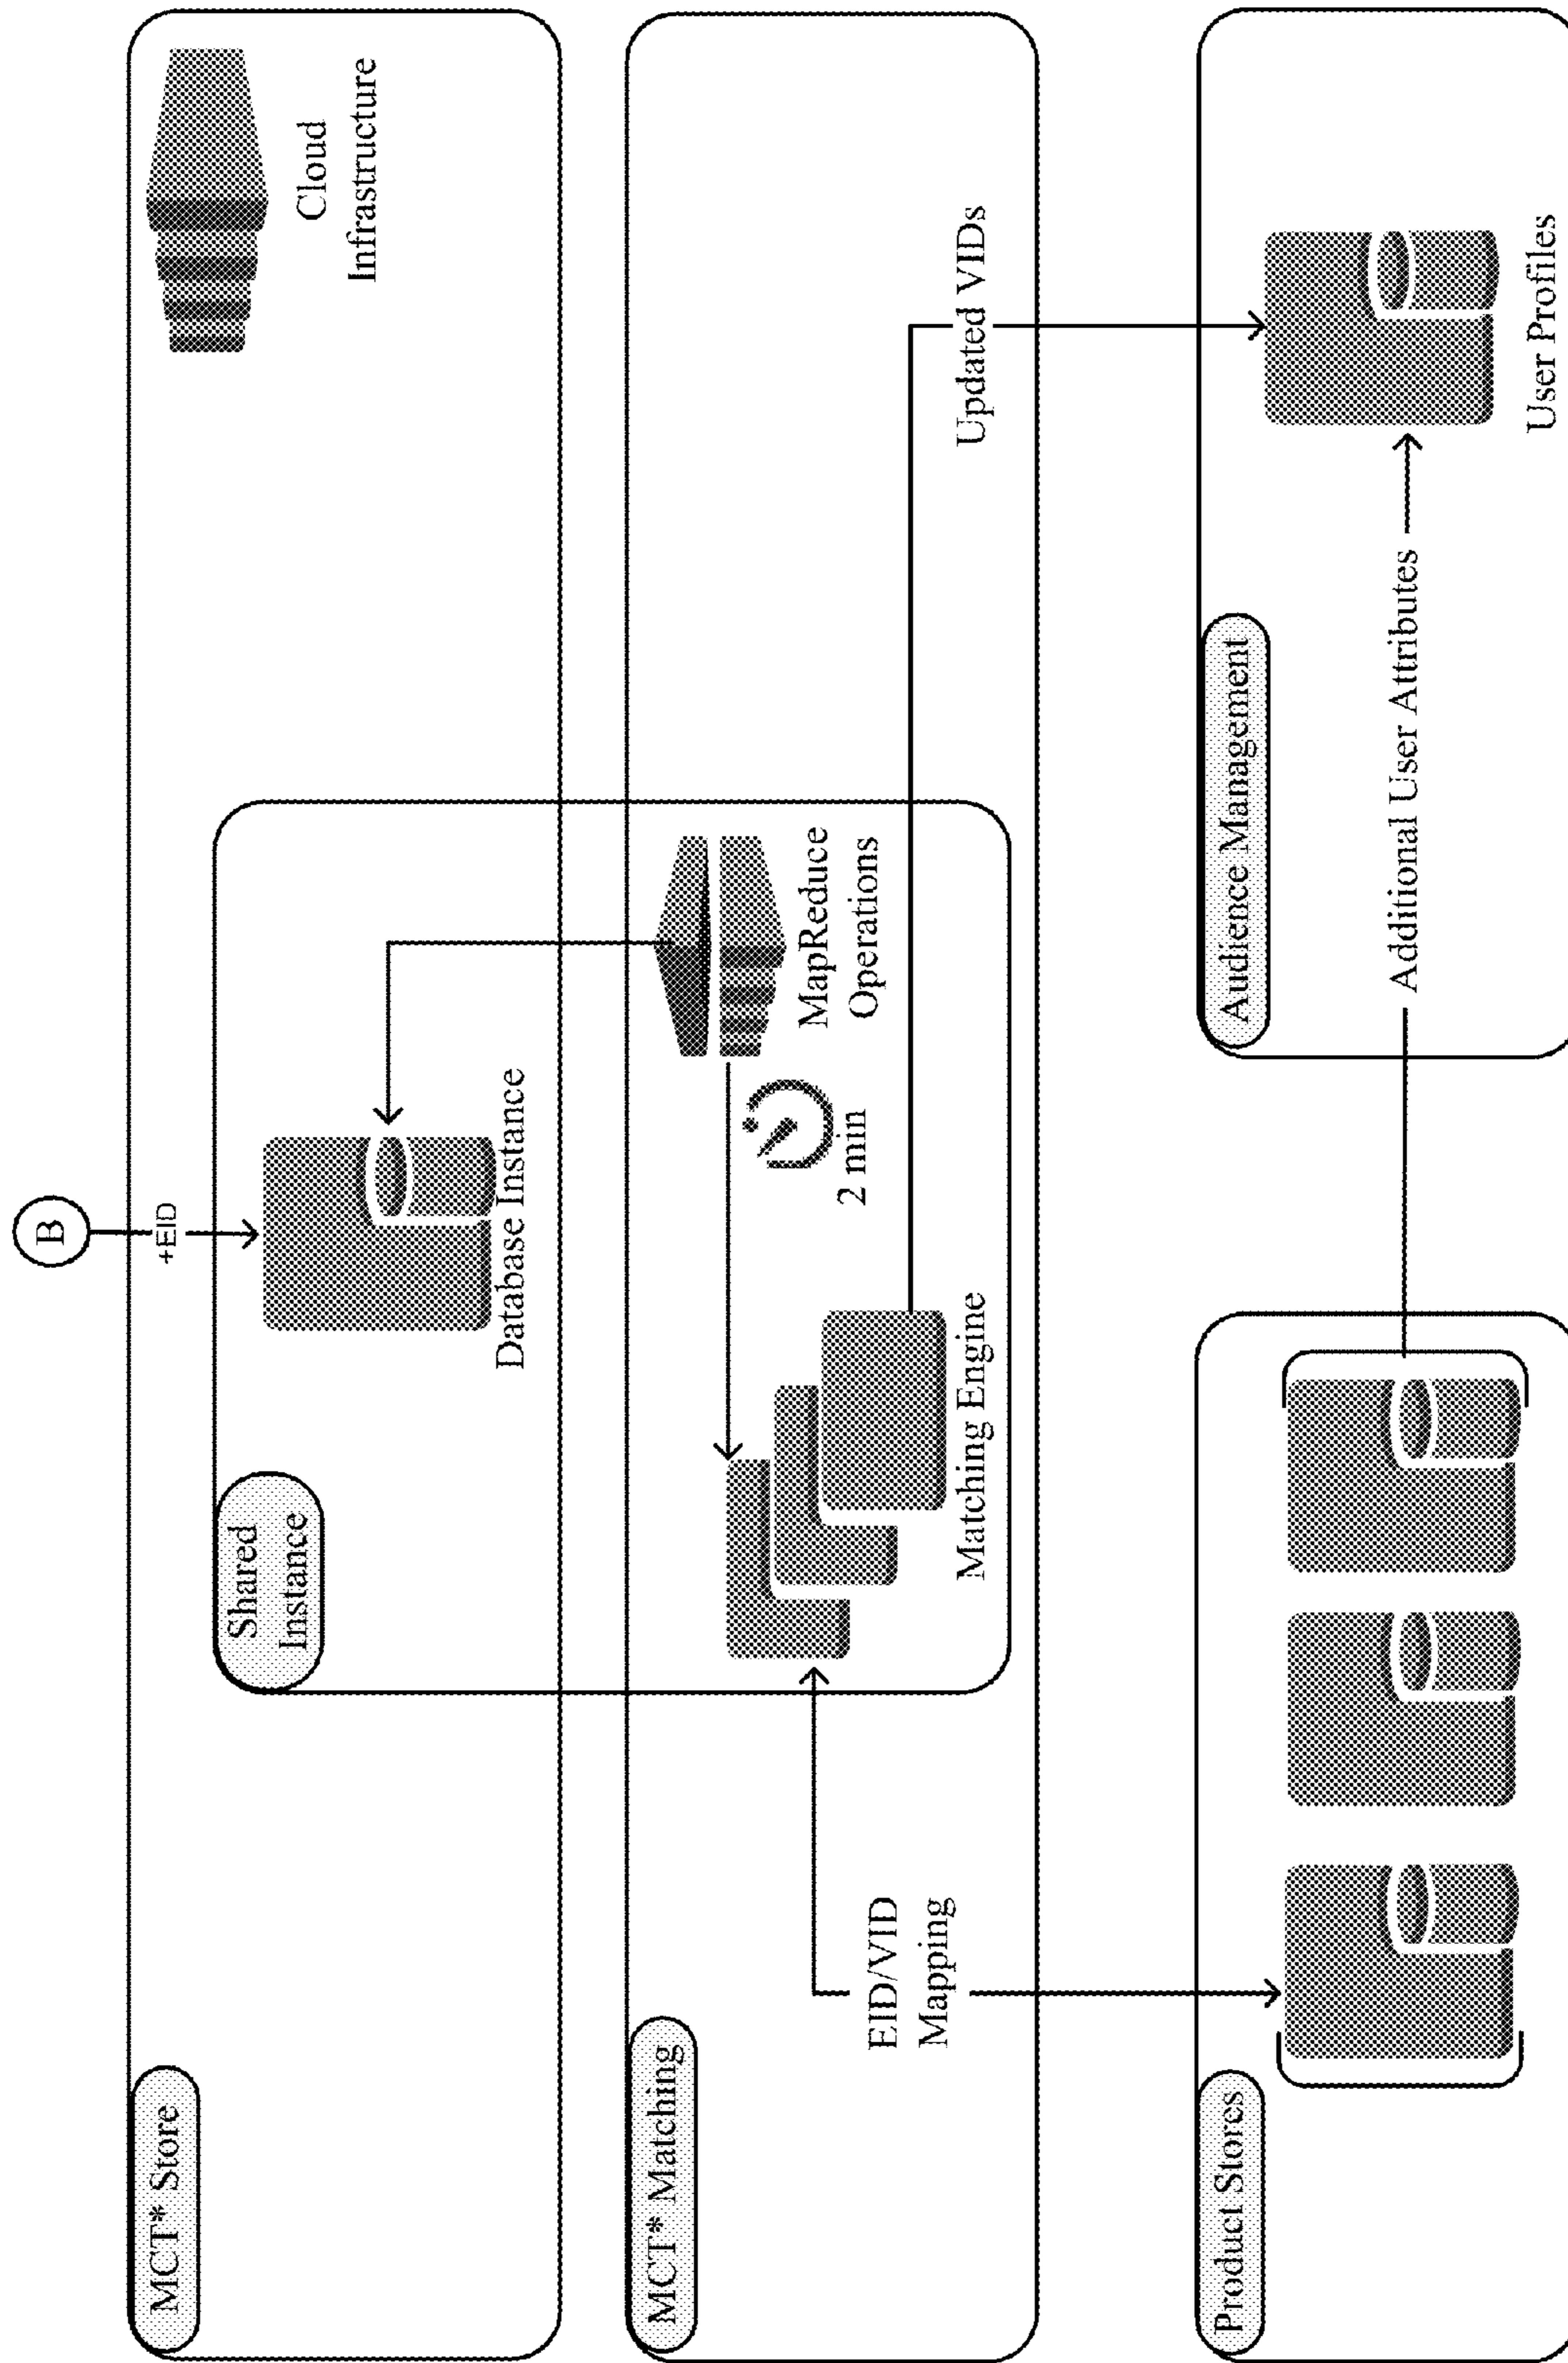 B
+EID
MCT* Store
Cloud
Infrastructure
Shared
Instance
Database Instance
MCT* Matching
MapReduce
Operations
2 min
Matching Engine
EID/VID
Mapping
Updated VIDs
Product Stores
Audience Management
Additional User Attributes
User Profiles